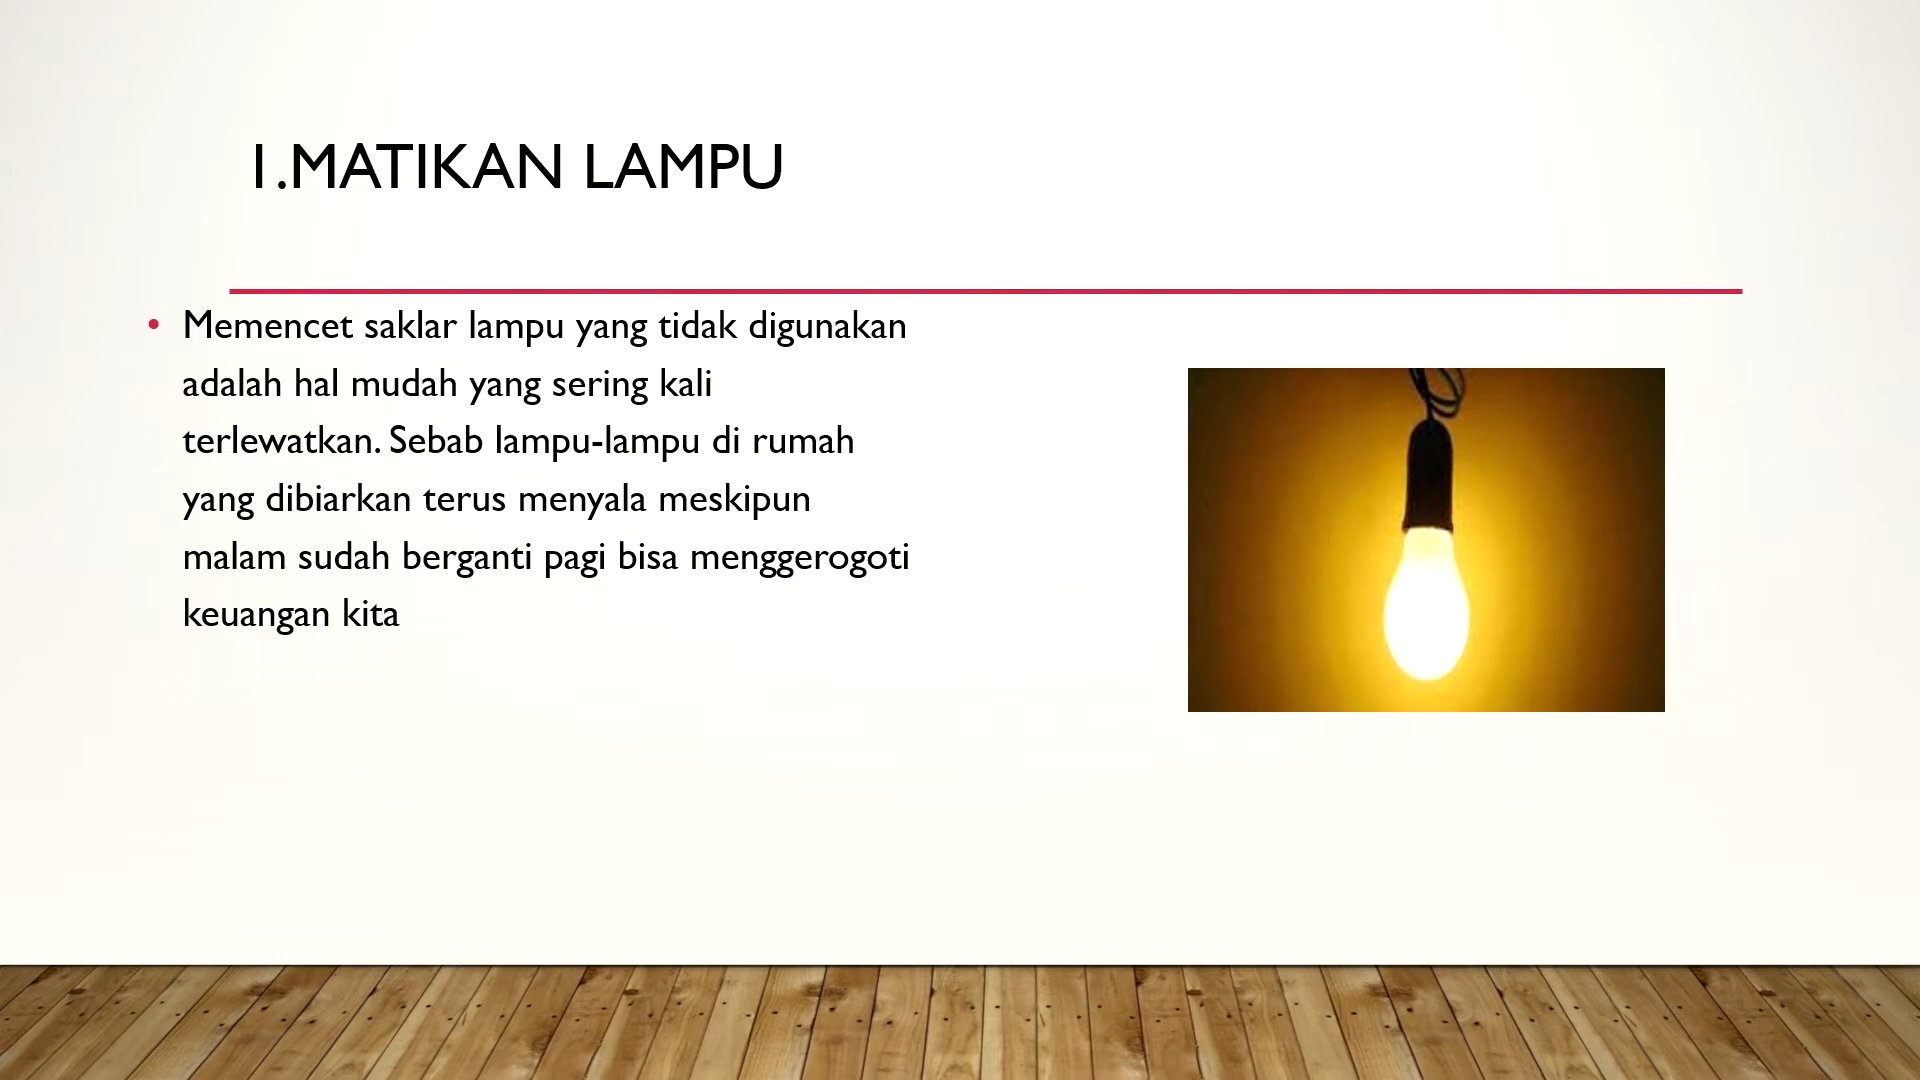 1.MATIKAN LAMPU
• Memencet saklar lampu yang tidak digunakan
adalah hal mudah yang sering kali
terlewatkan. Sebab lampu-lampu di rumah
yang dibiarkan terus menyala meskipun
malam sudah berganti pagi bisa menggerogoti
keuangan kita